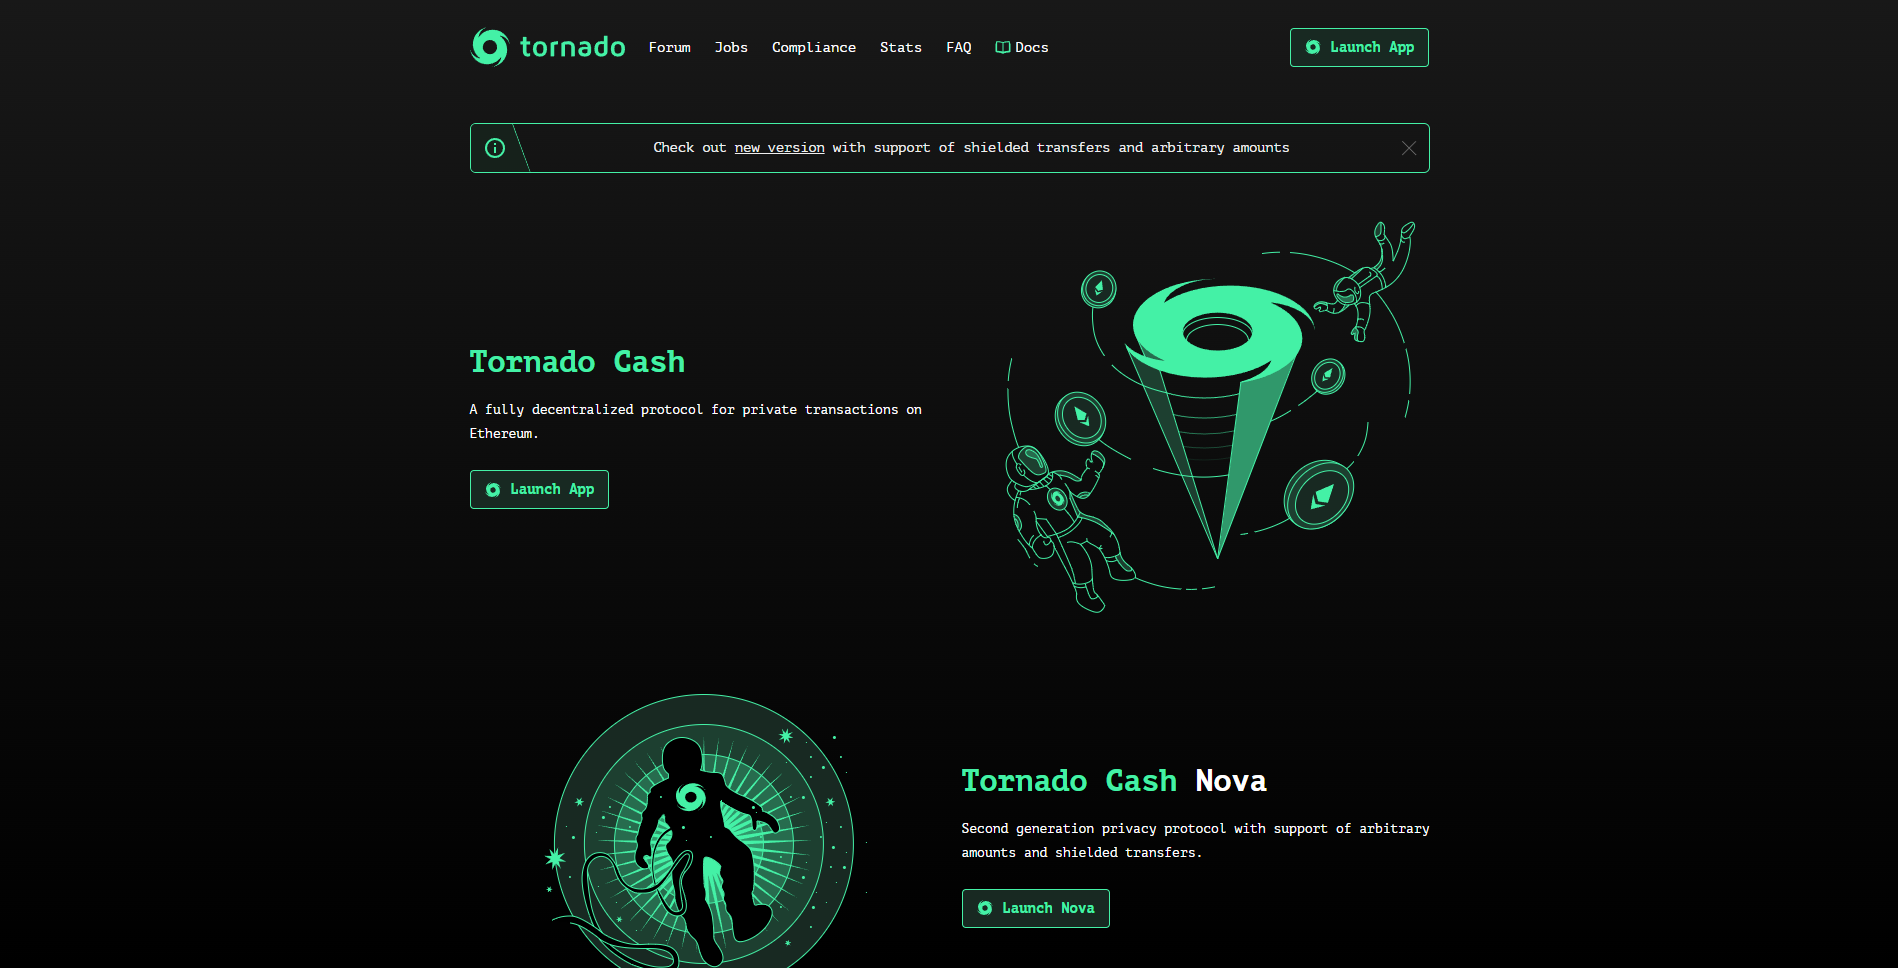 tornado Forum Jobs Compliance Stats FAQ Docs Launch App
Check out new version with support of shielded transfers and arbitrary amounts
Tornado Cash
A fully decentralized protocol for private transactions on
Ethereum.
Launch App
Tornado Cash Nova
Second generation privacy protocol with support of arbitrary
amounts and shielded transfers.
Launch Nova